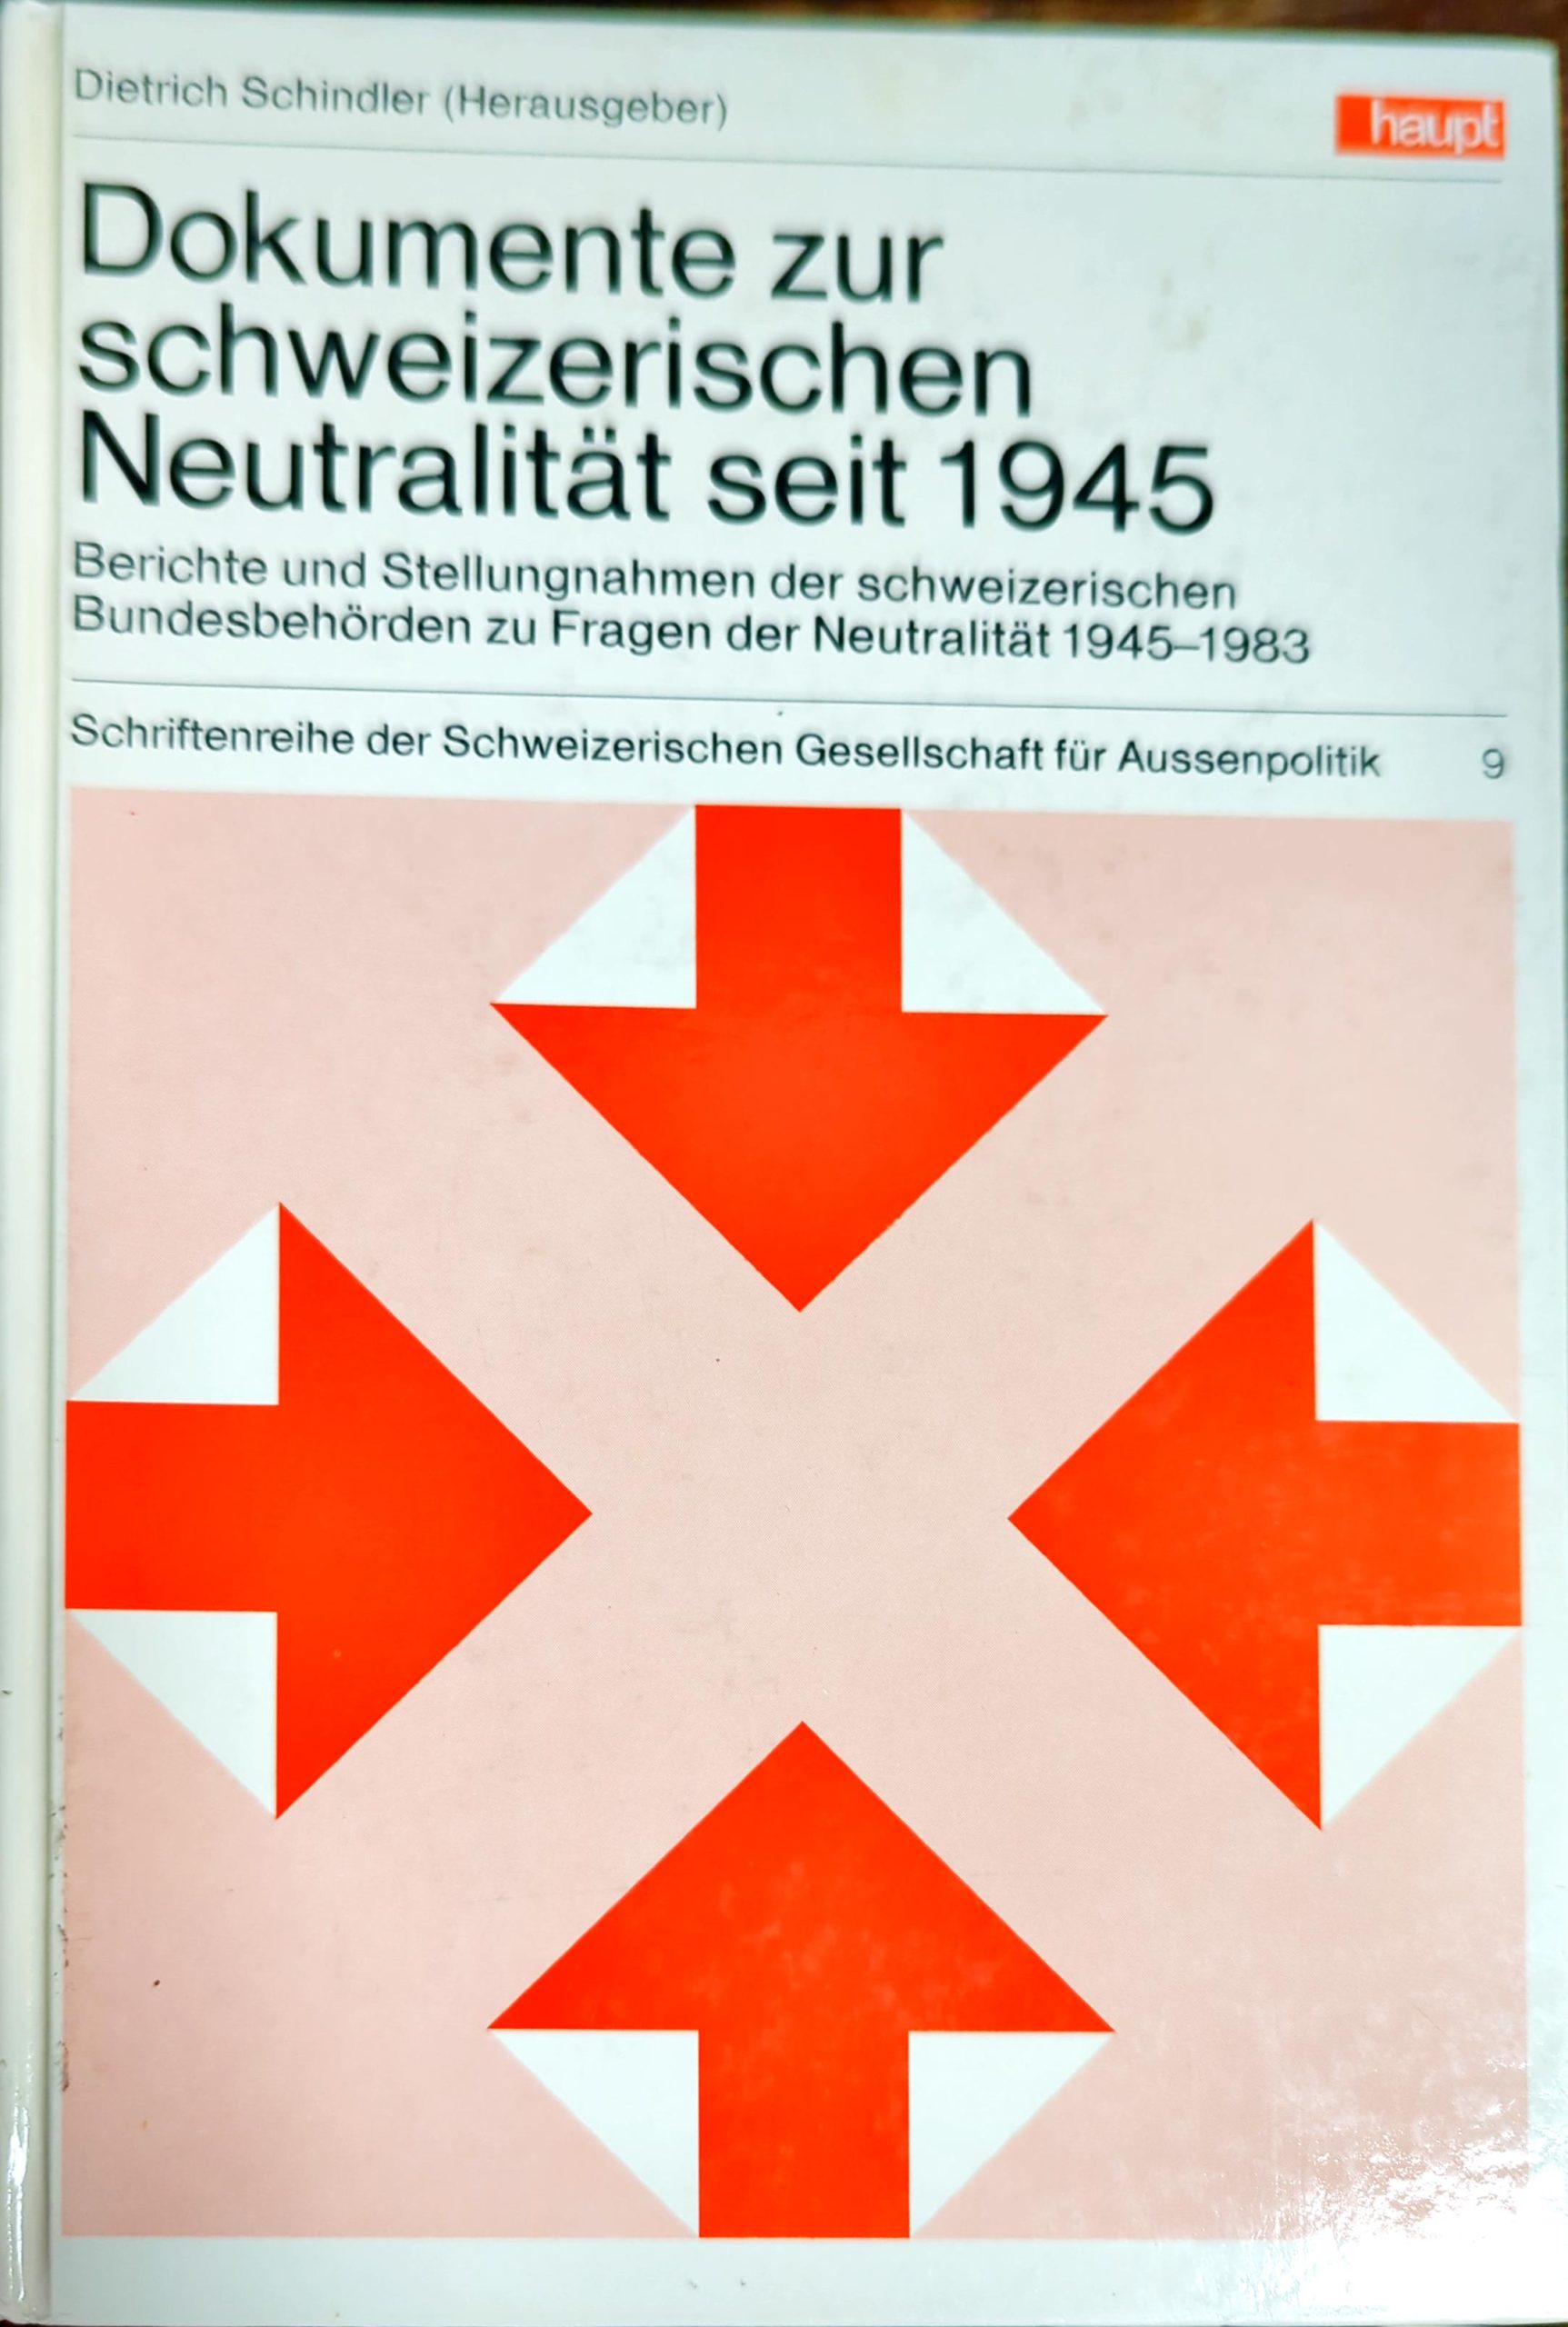 Dietrich Schindler (Herausgeber)
haupt
Dokumente zur
schweizerischen
Neutralität seit 1945
Berichte und Stellungnahmen der schweizerischen
Bundesbehörden zu Fragen der Neutralität 1945–1983
Schriftenreihe der Schweizerischen Gesellschaft für Aussenpolitik 9